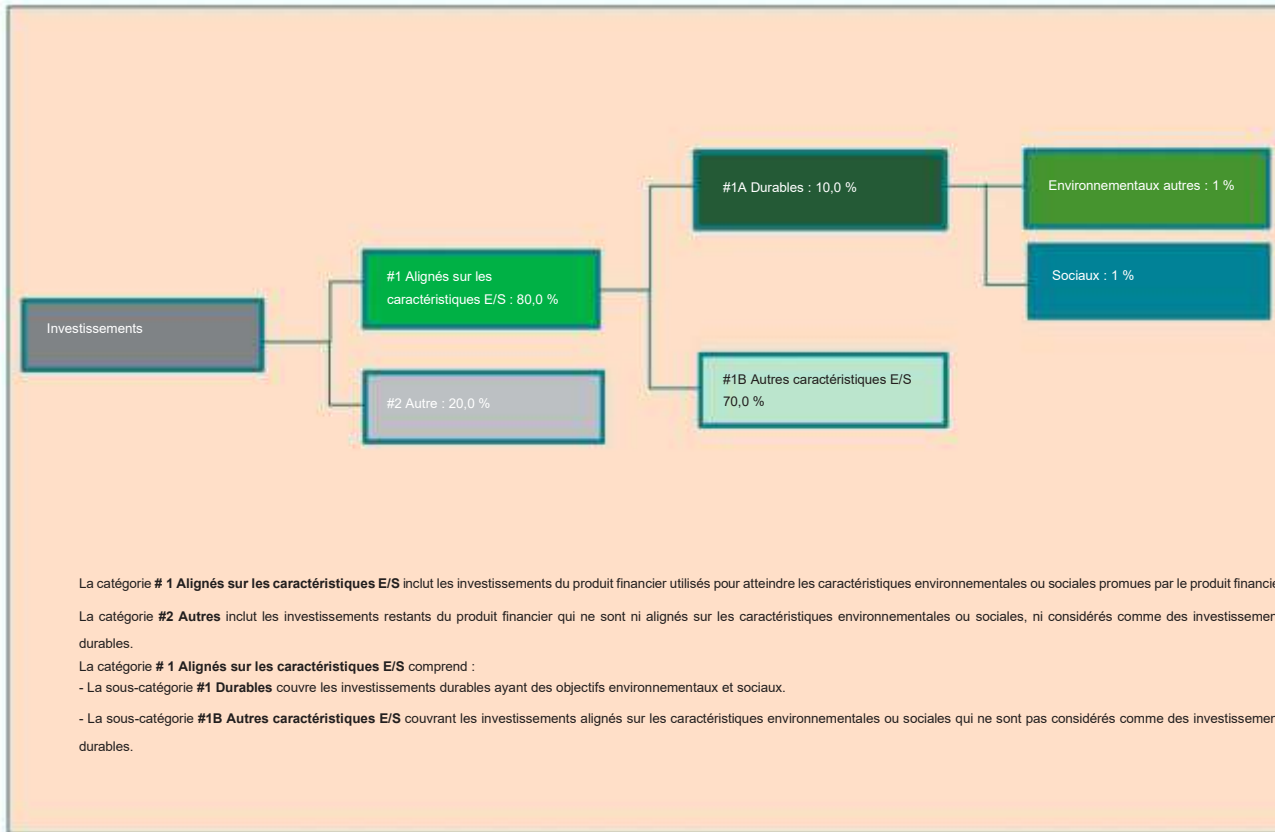 #1A Durables : 10,0 %
Environnementaux autres : 1 %
#1 Alignés sur les
caractéristiques E/S : 80,0 %
Sociaux : 1 %
Investissements
#1B Autres caractéristiques E/S
70,0 %
#2 Autre : 20,0 %
La catégorie # 1 Alignés sur les caractéristiques E/S inclut les investissements du produit financier utilisés pour atteindre les caractéristiques environnementales ou sociales promues par le produit financie
La catégorie #2 Autres inclut les investissements restants du produit financier qui ne sont ni alignés sur les caractéristiques environnementales ou sociales, ni considérés comme des investissemen
durables.
La catégorie # 1 Alignés sur les caractéristiques E/S comprend :
- La sous-catégorie #1 Durables couvre les investissements durables ayant des objectifs environnementaux et sociaux.
- La sous-catégorie #1B Autres caractéristiques E/S couvrant les investissements alignés sur les caractéristiques environnementales ou sociales qui ne sont pas considérés comme des investissemen
durables.